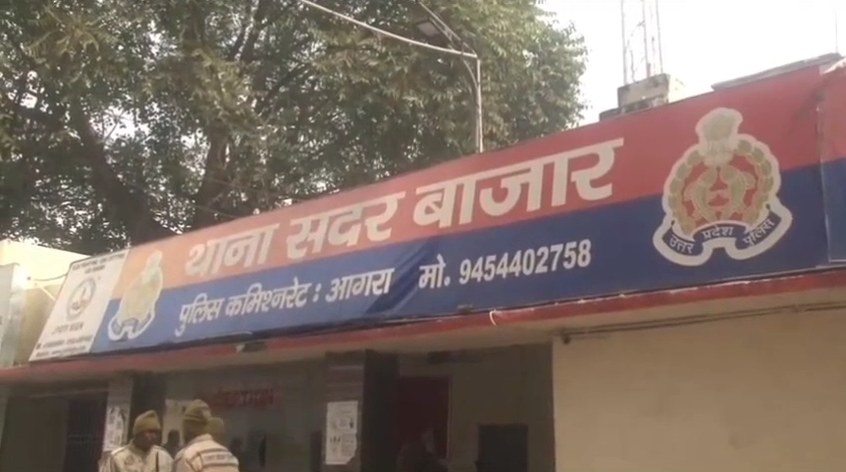 थाना सदर बाजार
पुलिस कमिश्नरेट : आगरा मो. 9454402758
उत्तर प्रदेश पुलिस